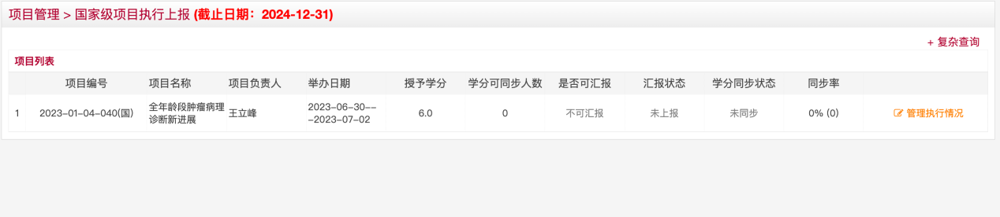 项目管理 > 国家级项目执行上报 (截止日期：2024-12-31)
+ 复杂查询
项目列表
项目编号 项目名称 项目负责人 举办日期 授予学分 学分可同步人数 是否可汇报 汇报状态 学分同步状态 同步率
1 2023-01-04-040(国) 全年龄段肿瘤病理诊断新进展 王立峰 2023-06-30---2023-07-02 6.0 0 不可汇报 未上报 未同步 0% (0) 管理执行情况